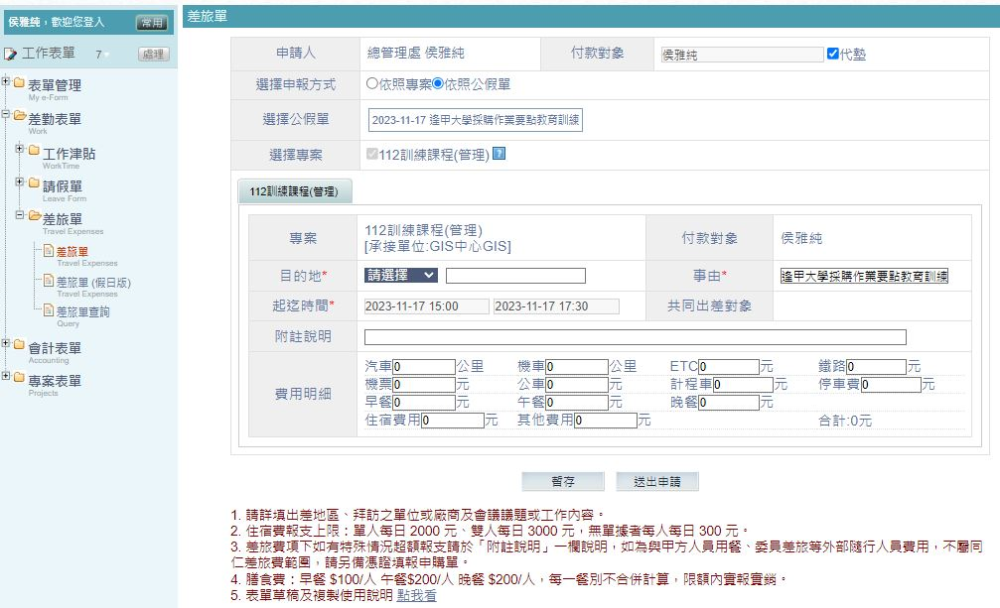 侯雅純，歡迎您登入 常用
工作表單 7 處理
表單管理
My e-Form
差勤表單
Work
工作津貼
WorkTime
請假單
Leave Form
差旅單
Travel Expenses
差旅單
Travel Expenses
差旅單 (假日版)
Travel Expenses
差旅單查詢
Query
會計表單
Accounting
專案表單
Projects
差旅單
申請人 總管理處 侯雅純 付款對象 侯雅純 代墊
選擇申報方式 依照專案 依照公假單
選擇公假單 2023-11-17 逢甲大學採購作業要點教育訓練
選擇專案 112訓練課程(管理) ?
112訓練課程(管理)
專案 112訓練課程(管理) 付款對象 侯雅純
[承接單位:GIS中心GIS]
目的地* 請選擇 事由* 逢甲大學採購作業要點教育訓練
起迄時間* 2023-11-17 15:00 2023-11-17 17:30 共同出差對象
附註說明
費用明細
汽車 0 公里 機車 0 公里 ETC 0 元 鐵路 0 元
機票 0 元 公車 0 元 計程車 0 元 停車費 0 元
早餐 0 元 午餐 0 元 晚餐 0 元
住宿費用 0 元 其他費用 0 元 合計:0元
暫存 送出申請
1. 請詳填出差地區、拜訪之單位或廠商及會議議題或工作內容。
2. 住宿費報支上限：單人每日 2000 元、雙人每日 3000 元，無單據者每人每日 300 元。
3. 差旅費項下如有特殊情況超額報支請於「附註說明」一欄說明，如為與甲方人員用餐、委員差旅等外部隨行人員費用，不屬同
仁差旅費範圍，請另備憑證填報申購單。
4. 膳食費：早餐 $100/人 午餐$200/人 晚餐 $200/人，每一餐別不合併計算，限額內實報實銷。
5. 表單草稿及複製使用說明 點我看